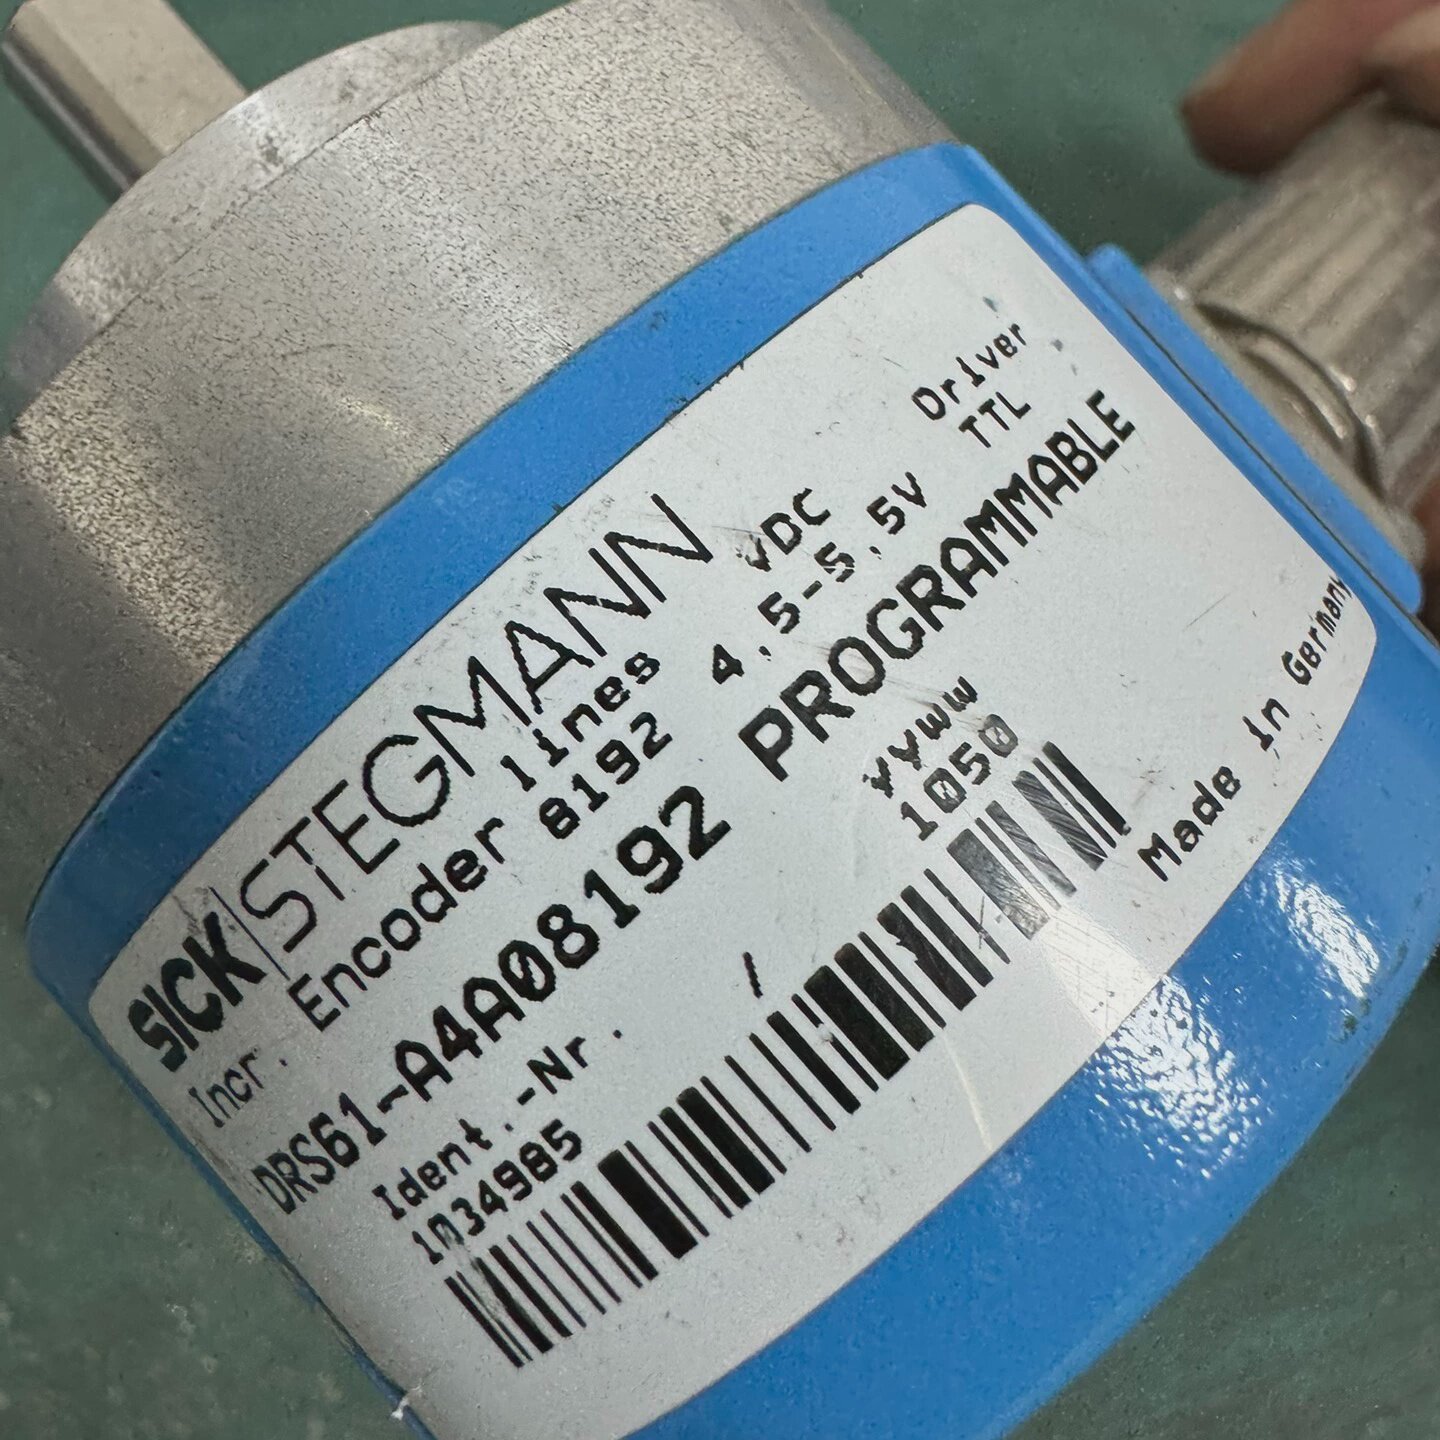 SICK|STEGMANN
Incr. Encoder lines VDC Driver
8192 4,5-5,5V TTL
DRS61-A4A08192 PROGRAMMABLE
Ident.-Nr. / YYWW
1034985 1050
Made in Germany